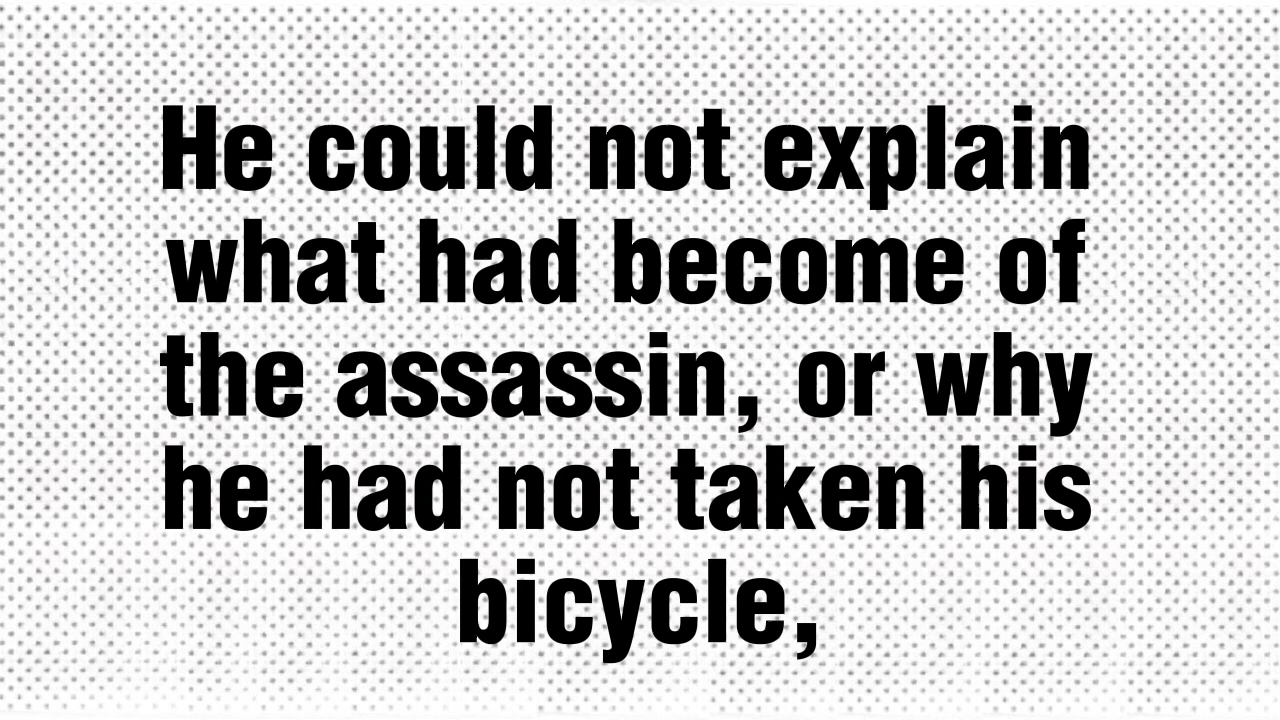 He could not explain
what had become of
the assassin, or why
he had not taken his
bicycle,